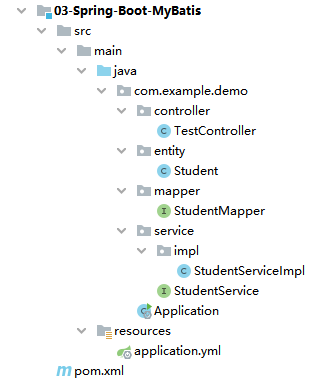 03-Spring-Boot-MyBatis
src
main
java
com.example.demo
controller
C TestController
entity
C Student
mapper
I StudentMapper
service
impl
C StudentServiceImpl
I StudentService
C Application
resources
application.yml
m pom.xml